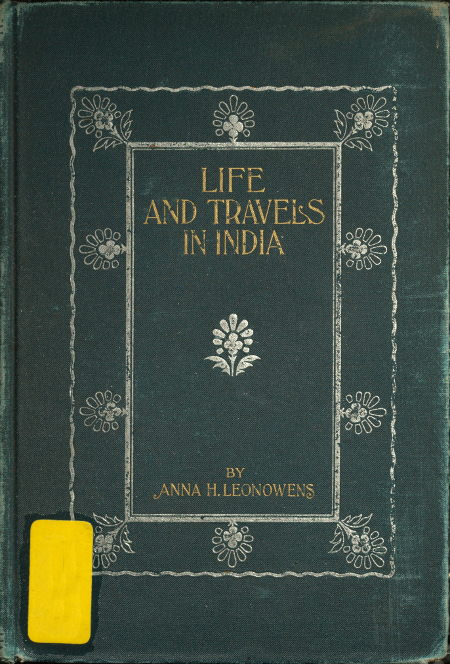 LIFE
AND TRAVELS
IN INDIA
BY
ANNA H. LEONOWENS